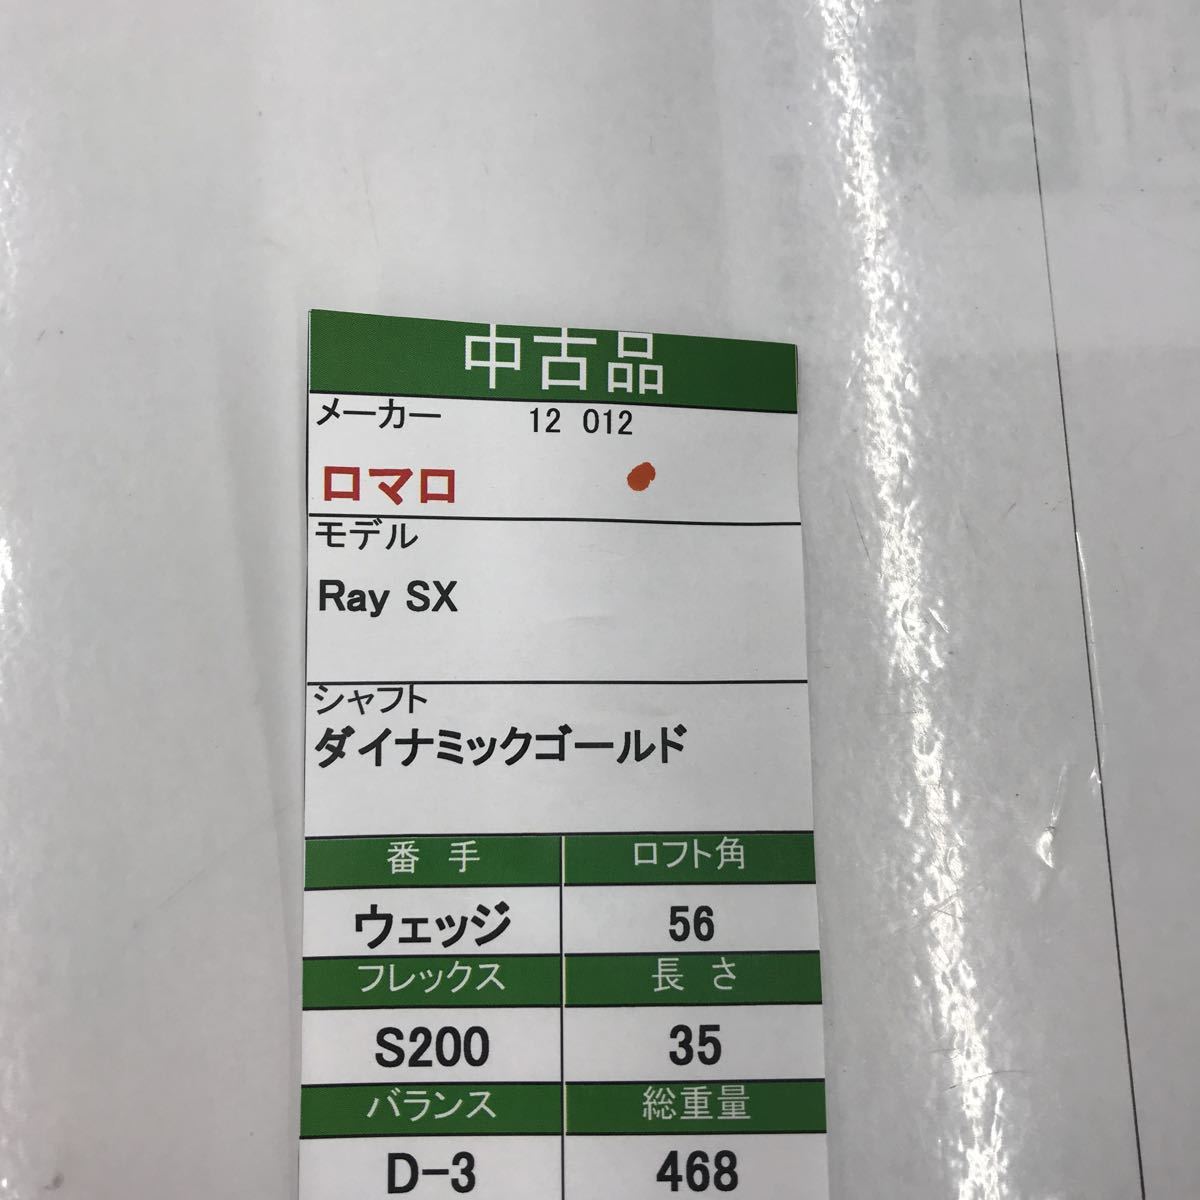 中古品
メーカー 12 012
ロマロ
モデル
Ray SX
シャフト
ダイナミックゴールド
番手 ロフト角
ウェッジ 56
フレックス 長さ
S200 35
バランス 総重量
D-3 468